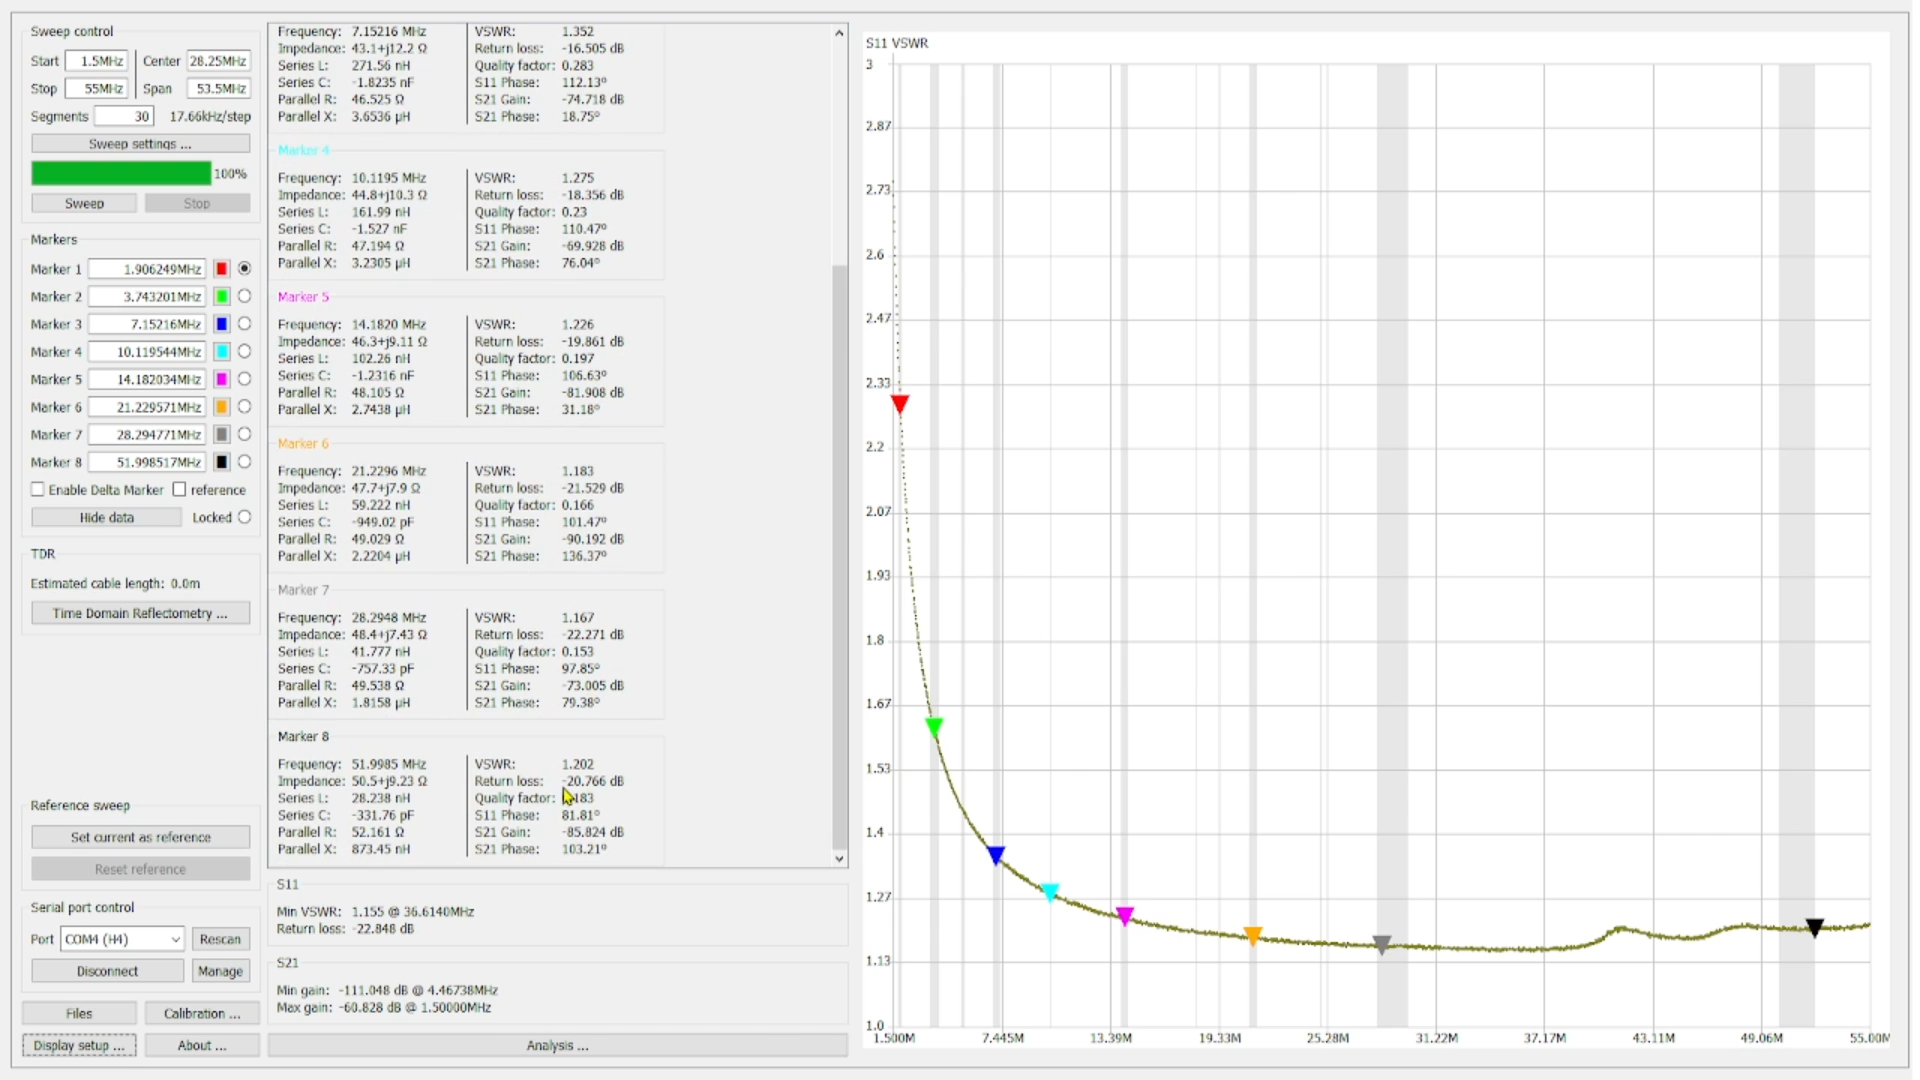 Sweep control
Start 1.5MHz Center 28.25MHz
Stop 55MHz Span 53.5MHz
Segments 30 17.66kHz/step
Sweep settings ...
100%
Sweep Stop
Markers
Marker 1 1.906249MHz
Marker 2 3.743201MHz
Marker 3 7.15216MHz
Marker 4 10.119544MHz
Marker 5 14.182034MHz
Marker 6 21.229571MHz
Marker 7 28.294771MHz
Marker 8 51.998517MHz
Enable Delta Marker reference
Hide data Locked
TDR
Estimated cable length: 0.0m
Time Domain Reflectometry ...
Reference sweep
Set current as reference
Reset reference
Serial port control
Port COM4 (H4) Rescan
Disconnect Manage
Files Calibration ...
Display setup ... About ...
Frequency: 7.15216 MHz VSWR: 1.352
Impedance: 43.1+j12.2 Ω Return loss: -16.505 dB
Series L: 271.56 nH Quality factor: 0.283
Series C: -1.8235 nF S11 Phase: 112.13°
Parallel R: 46.525 Ω S21 Gain: -74.718 dB
Parallel X: 3.6536 µH S21 Phase: 18.75°
Marker 4
Frequency: 10.1195 MHz VSWR: 1.275
Impedance: 44.8+j10.3 Ω Return loss: -18.356 dB
Series L: 161.99 nH Quality factor: 0.23
Series C: -1.527 nF S11 Phase: 110.47°
Parallel R: 47.194 Ω S21 Gain: -69.928 dB
Parallel X: 3.2305 µH S21 Phase: 76.04°
Marker 5
Frequency: 14.1820 MHz VSWR: 1.226
Impedance: 46.3+j9.11 Ω Return loss: -19.861 dB
Series L: 102.26 nH Quality factor: 0.197
Series C: -1.2316 nF S11 Phase: 106.63°
Parallel R: 48.105 Ω S21 Gain: -81.908 dB
Parallel X: 2.7438 µH S21 Phase: 31.18°
Marker 6
Frequency: 21.2296 MHz VSWR: 1.183
Impedance: 47.7+j7.9 Ω Return loss: -21.529 dB
Series L: 59.222 nH Quality factor: 0.166
Series C: -949.02 pF S11 Phase: 101.47°
Parallel R: 49.029 Ω S21 Gain: -90.192 dB
Parallel X: 2.2204 µH S21 Phase: 136.37°
Marker 7
Frequency: 28.2948 MHz VSWR: 1.167
Impedance: 48.4+j7.43 Ω Return loss: -22.271 dB
Series L: 41.777 nH Quality factor: 0.153
Series C: -757.33 pF S11 Phase: 97.85°
Parallel R: 49.538 Ω S21 Gain: -73.005 dB
Parallel X: 1.8158 µH S21 Phase: 79.38°
Marker 8
Frequency: 51.9985 MHz VSWR: 1.202
Impedance: 50.5+j9.23 Ω Return loss: -20.766 dB
Series L: 28.238 nH Quality factor:
Series C: -331.76 pF S11 Phase: 81.81°
Parallel R: 52.161 Ω S21 Gain: -85.824 dB
Parallel X: 873.45 nH S21 Phase: 103.21°
S11
Min VSWR: 1.155 @ 36.6140MHz
Return loss: -22.848 dB
S21
Min gain: -111.048 dB @ 4.46738MHz
Max gain: -60.828 dB @ 1.50000MHz
Analysis ...
S11 VSWR
3
2.87
2.73
2.6
2.47
2.33
2.2
2.07
1.93
1.8
1.67
1.53
1.4
1.27
1.13
1.0
1.500M 7.445M 13.39M 19.33M 25.28M 31.22M 37.17M 43.11M 49.06M 55.00M